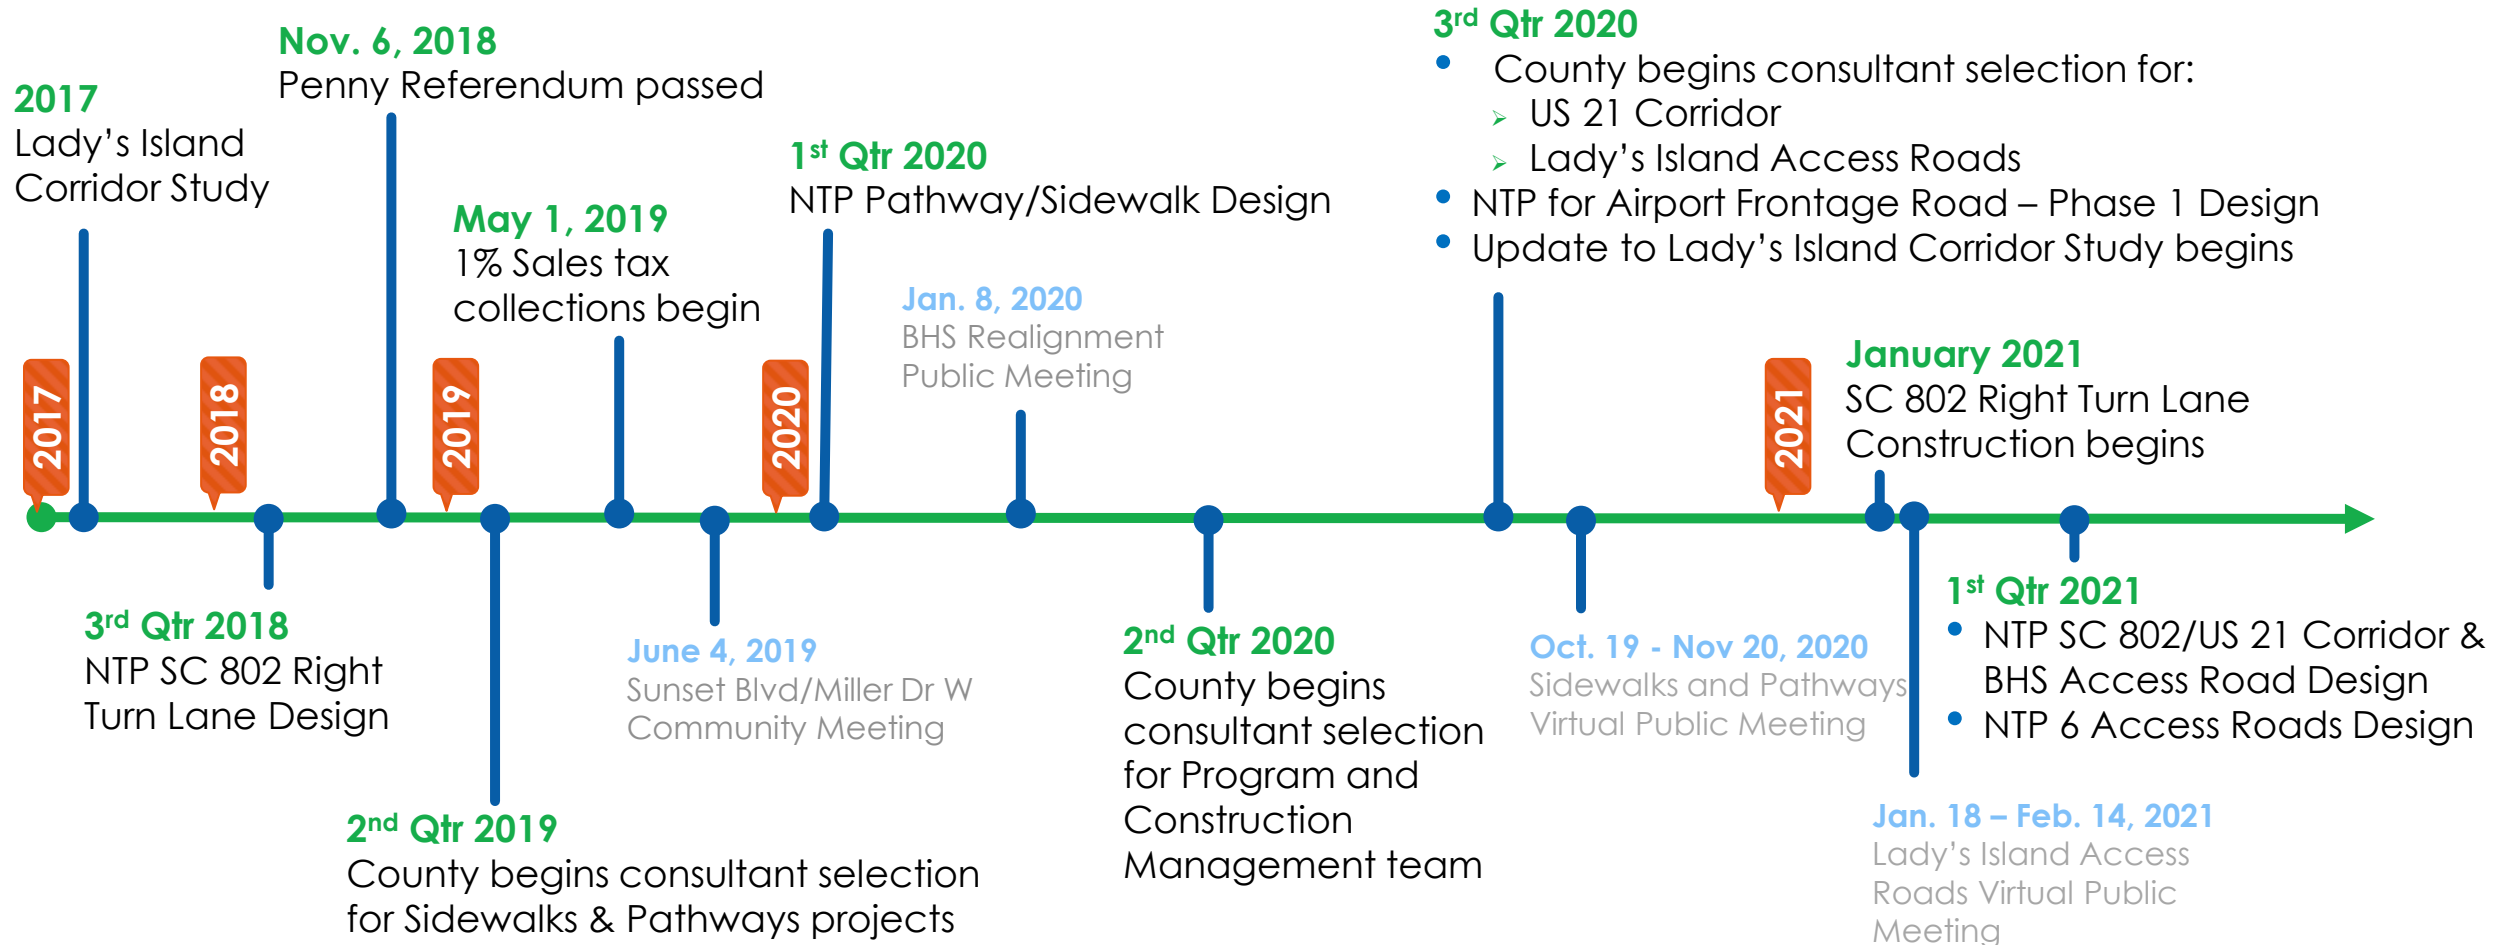 2017
Lady’s Island
Corridor Study
Nov. 6, 2018
Penny Referendum passed
May 1, 2019
1% Sales tax
collections begin
1st Qtr 2020
NTP Pathway/Sidewalk Design
Jan. 8, 2020
BHS Realignment
Public Meeting
3rd Qtr 2020
• County begins consultant selection for:
➢ US 21 Corridor
➢ Lady’s Island Access Roads
• NTP for Airport Frontage Road – Phase 1 Design
• Update to Lady’s Island Corridor Study begins
January 2021
SC 802 Right Turn Lane
Construction begins
2017
2018
2019
2020
2021
3rd Qtr 2018
NTP SC 802 Right
Turn Lane Design
2nd Qtr 2019
County begins consultant selection
for Sidewalks & Pathways projects
June 4, 2019
Sunset Blvd/Miller Dr W
Community Meeting
2nd Qtr 2020
County begins
consultant selection
for Program and
Construction
Management team
Oct. 19 - Nov 20, 2020
Sidewalks and Pathways
Virtual Public Meeting
1st Qtr 2021
• NTP SC 802/US 21 Corridor &
BHS Access Road Design
• NTP 6 Access Roads Design
Jan. 18 – Feb. 14, 2021
Lady’s Island Access
Roads Virtual Public
Meeting